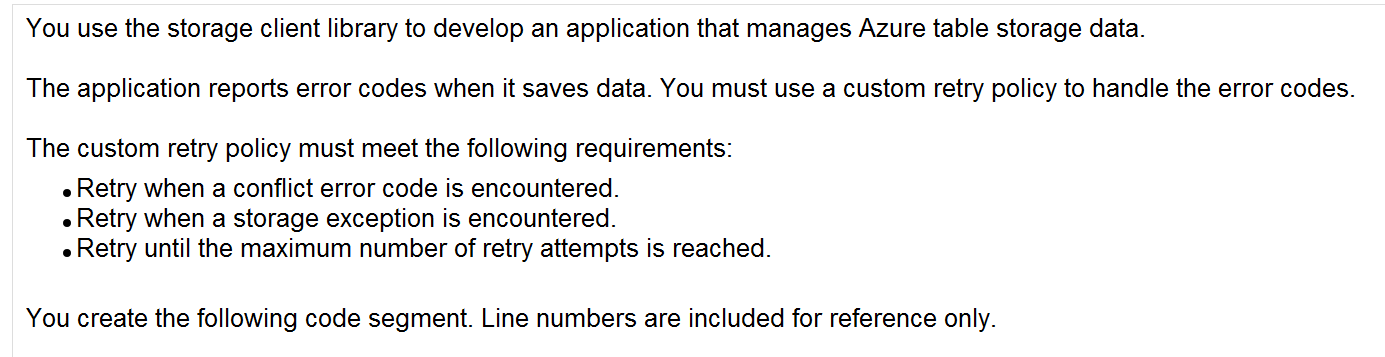 You use the storage client library to develop an application that manages Azure table storage data.
The application reports error codes when it saves data. You must use a custom retry policy to handle the error codes.
The custom retry policy must meet the following requirements:
• Retry when a conflict error code is encountered.
• Retry when a storage exception is encountered.
• Retry until the maximum number of retry attempts is reached.
You create the following code segment. Line numbers are included for reference only.